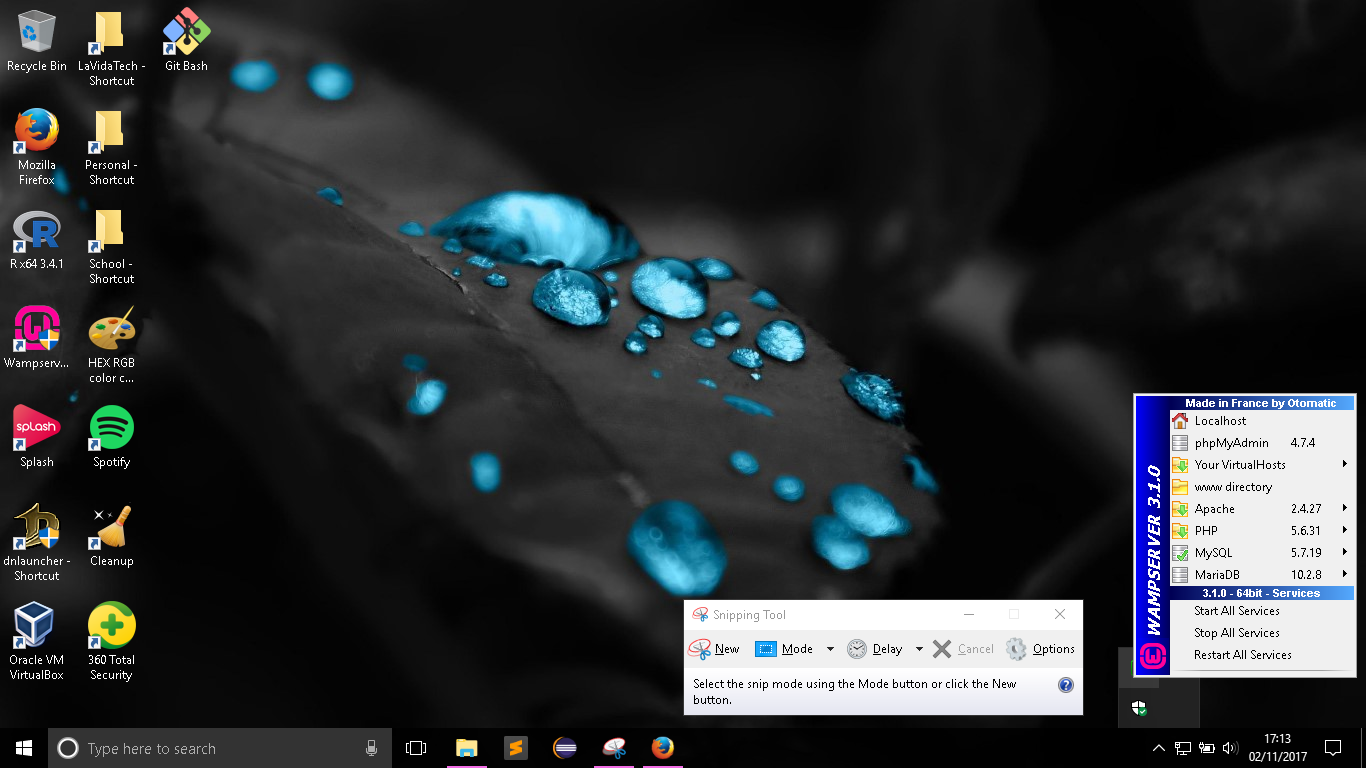 Recycle Bin
LaVidaTech -
Shortcut
Git Bash
Mozilla
Firefox
Personal -
Shortcut
R x64 3.4.1
School -
Shortcut
Wampserv...
HEX RGB
color c...
splash
Splash
Spotify
dnlauncher -
Shortcut
Cleanup
Oracle VM
VirtualBox
360 Total
Security
Snipping Tool
New Mode Delay Cancel Options
Select the snip mode using the Mode button or click the New
button.
WAMPSERVER 3.1.0
Made in France by Otomatic
Localhost
phpMyAdmin 4.7.4
Your VirtualHosts
www directory
Apache 2.4.27
PHP 5.6.31
MySQL 5.7.19
MariaDB 10.2.8
3.1.0 - 64bit - Services
Start All Services
Stop All Services
Restart All Services
Type here to search
17:13
02/11/2017